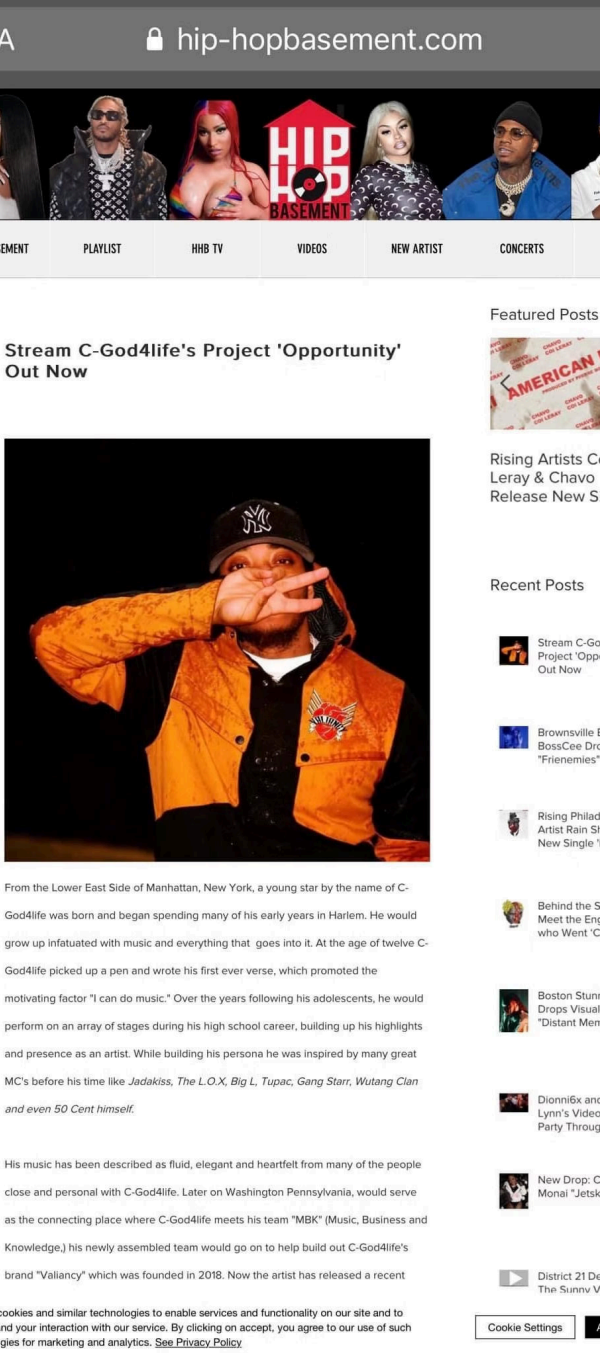 A
hip-hopbasement.com
HIP
HOP
BASEMENT
EMENT
PLAYLIST
HHB TV
VIDEOS
NEW ARTIST
CONCERTS
Stream C-God4life's Project 'Opportunity'
Out Now
NY
From the Lower East Side of Manhattan, New York, a young star by the name of C-
God4life was born and began spending many of his early years in Harlem. He would
grow up infatuated with music and everything that goes into it. At the age of twelve C-
God4life picked up a pen and wrote his first ever verse, which promoted the
motivating factor "I can do music." Over the years following his adolescents, he would
perform on an array of stages during his high school career, building up his highlights
and presence as an artist. While building his persona he was inspired by many great
MC's before his time like Jadakiss, The L.O.X, Big L, Tupac, Gang Starr, Wutang Clan
and even 50 Cent himself.
His music has been described as fluid, elegant and heartfelt from many of the people
close and personal with C-God4life. Later on Washington Pennsylvania, would serve
as the connecting place where C-God4life meets his team "MBK" (Music, Business and
Knowledge,) his newly assembled team would go on to help build out C-God4life's
brand "Valiancy" which was founded in 2018. Now the artist has released a recent
Featured Posts
AMERICAN
CHAVO
COI LERAY
Rising Artists C
Leray & Chavo
Release New S
Recent Posts
Stream C-Go
Project 'Opp
Out Now
Brownsville
BossCee Dr
"Frienemies"
Rising Philad
Artist Rain S
New Single '
Behind the S
Meet the En
who Went 'C
Boston Stun
Drops Visual
"Distant Mem
Dionni6x and
Lynn's Video
Party Throug
New Drop: C
Monai "Jetsk
District 21 De
The Sunny V
cookies and similar technologies to enable services and functionality on our site and to
nd your interaction with our service. By clicking on accept, you agree to our use of such
gies for marketing and analytics. See Privacy Policy
Cookie Settings
A